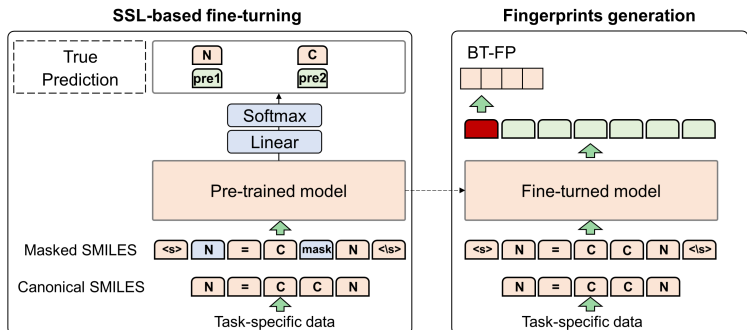 SSL-based fine-turning
True
Prediction
N C
pre1 pre2
Softmax
Linear
Pre-trained model
Masked SMILES <s> N = C mask N <\s>
Canonical SMILES N = C C N
Task-specific data
Fingerprints generation
BT-FP
Fine-turned model
<s> N = C C N <\s>
N = C C N
Task-specific data